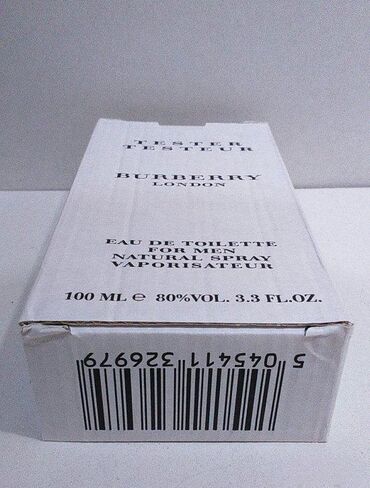 TESTER
TESTEUR
BURBERRY
LONDON
EAU DE TOILETTE
FOR MEN
NATURAL SPRAY
VAPORISATEUR
100 ML ℮ 80%VOL. 3.3 FL.OZ.
5 045411 326979